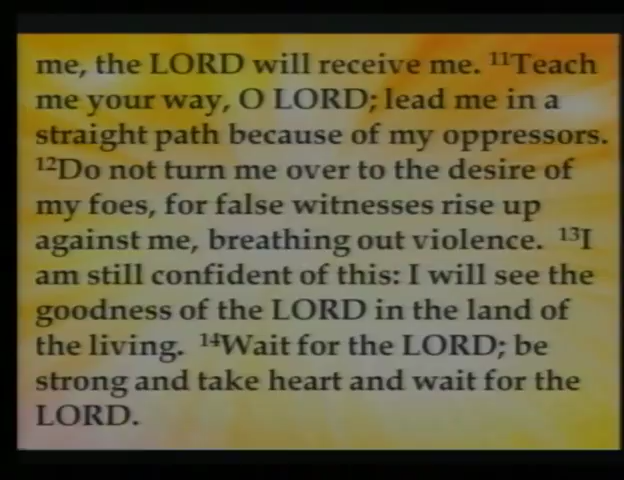 me, the LORD will receive me. ¹¹Teach
me your way, O LORD; lead me in a
straight path because of my oppressors.
¹²Do not turn me over to the desire of
my foes, for false witnesses rise up
against me, breathing out violence. ¹³I
am still confident of this: I will see the
goodness of the LORD in the land of
the living. ¹⁴Wait for the LORD; be
strong and take heart and wait for the
LORD.